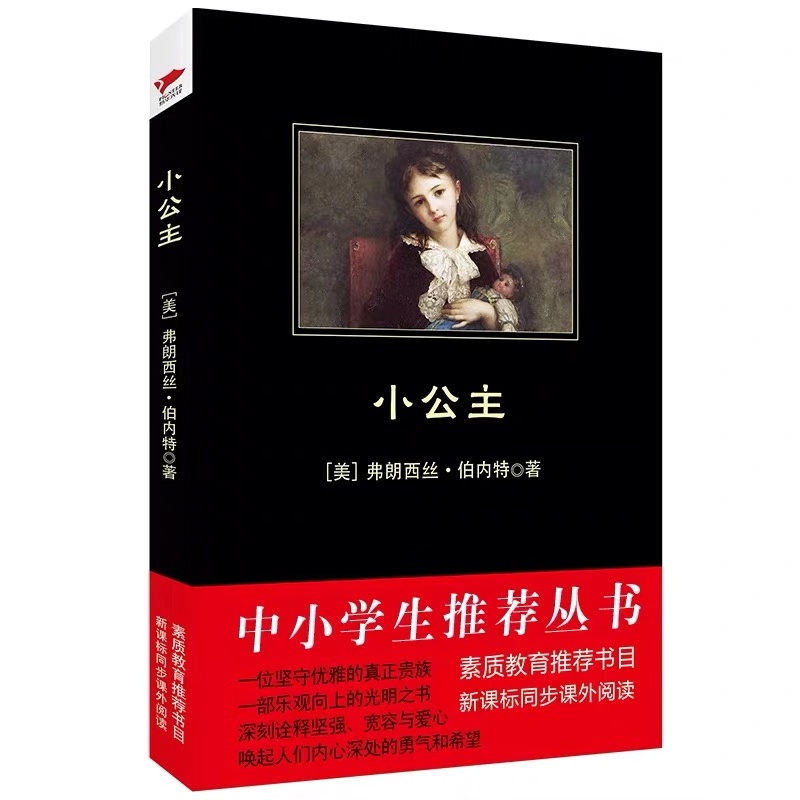 小公主
[美] 弗朗西丝·伯内特◎著
中小学生推荐丛书
一位坚守优雅的真正贵族
一部乐观向上的光明之书
深刻诠释坚强、宽容与爱心
唤起人们内心深处的勇气和希望
素质教育推荐书目
新课标同步课外阅读
小公主
[美] 弗朗西丝·伯内特◎著
素质教育推荐书目
新课标同步课外阅读